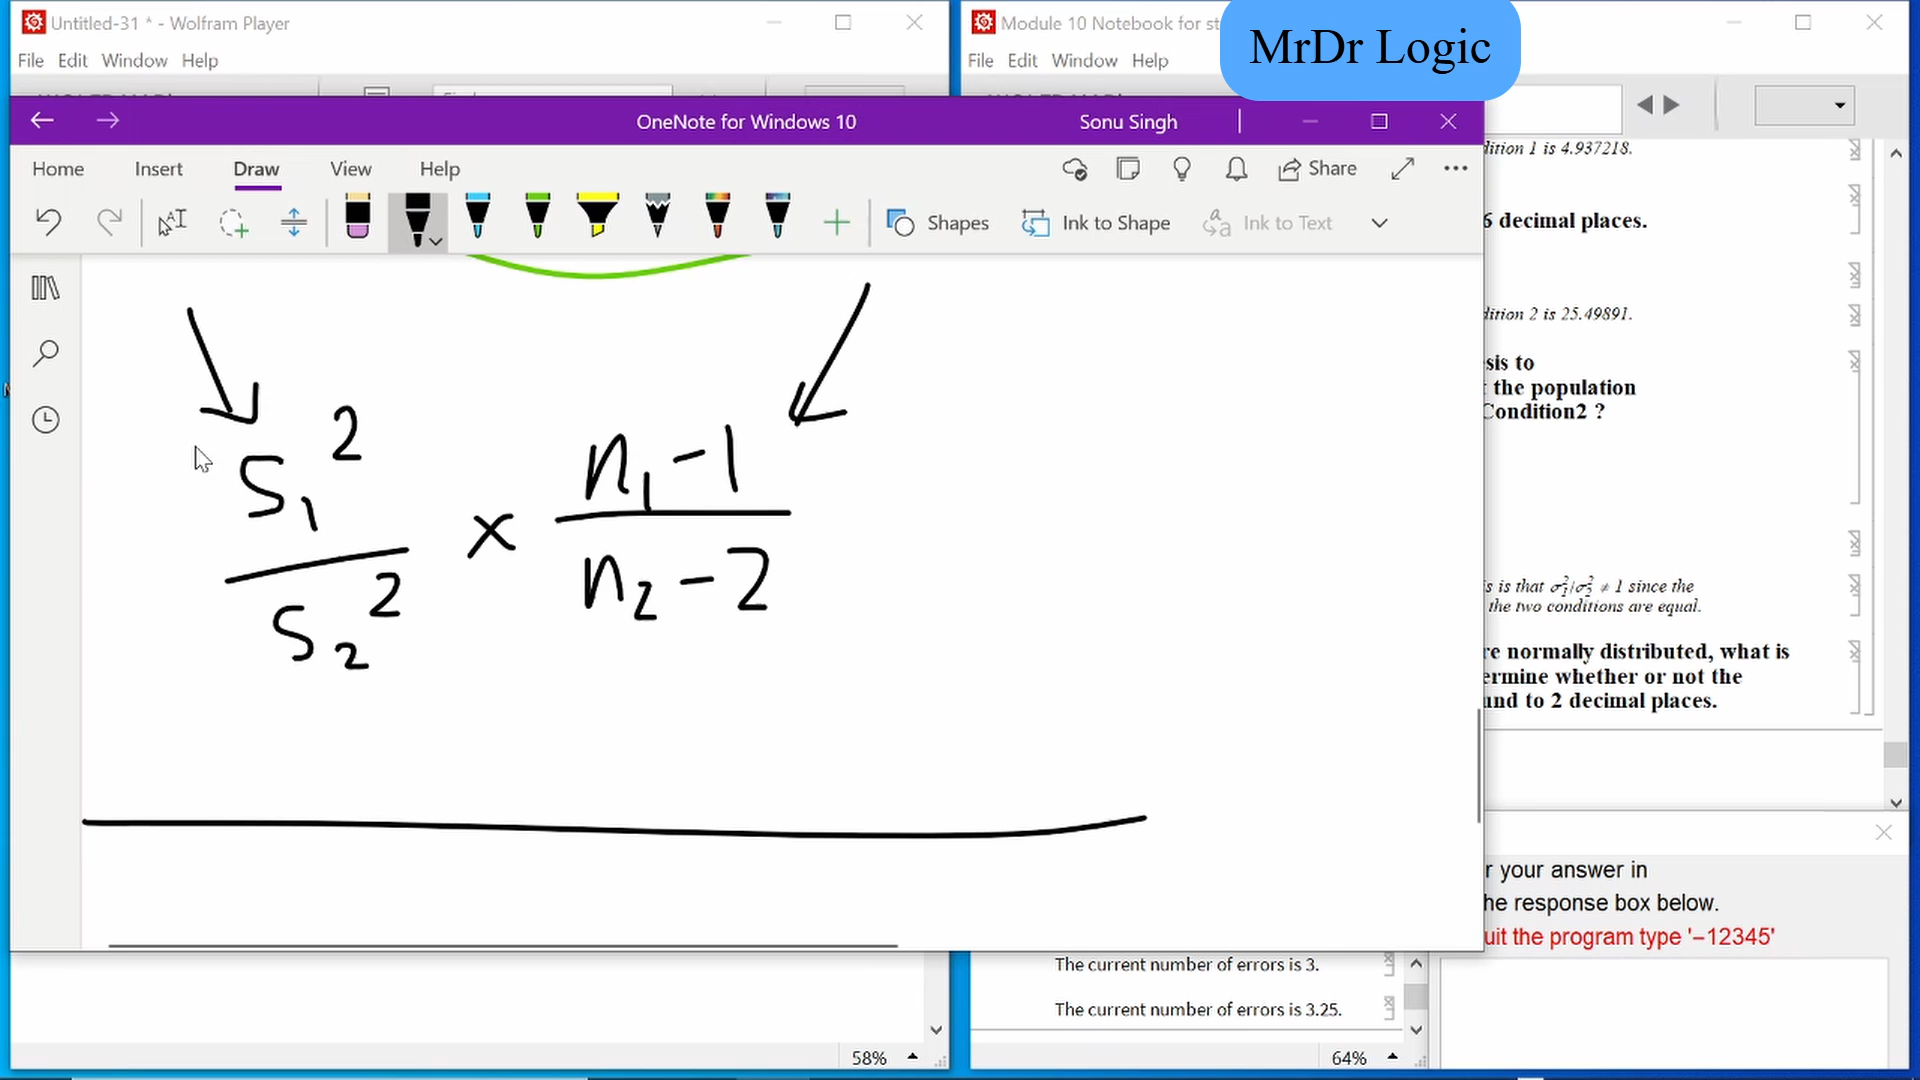 Untitled-31 * - Wolfram Player
Module 10 Notebook for st
MrDr Logic
File Edit Window Help
File Edit Window Help
OneNote for Windows 10
Sonu Singh
Home Insert Draw View Help
Share
Shapes
Ink to Shape
Ink to Text
dition 1 is 4.937218.
6 decimal places.
dition 2 is 25.49891.
sis to
t the population
Condition2 ?
s is that σ₁²/σ₂² ≠ 1 since the
the two conditions are equal.
re normally distributed, what is
ermine whether or not the
und to 2 decimal places.
S₁² / S₂² × n₁-1 / n₂-2
r your answer in
he response box below.
uit the program type '−12345'
The current number of errors is 3.
The current number of errors is 3.25.
58%
64%